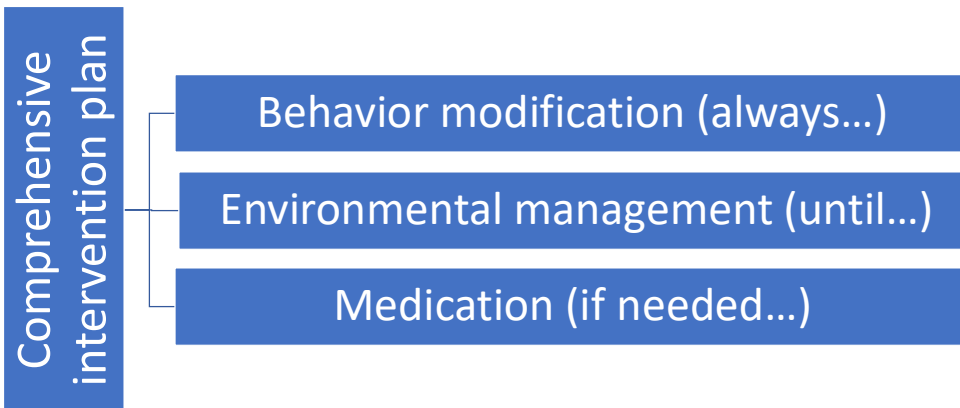 Comprehensive
intervention plan
Behavior modification (always…)
Environmental management (until…)
Medication (if needed…)